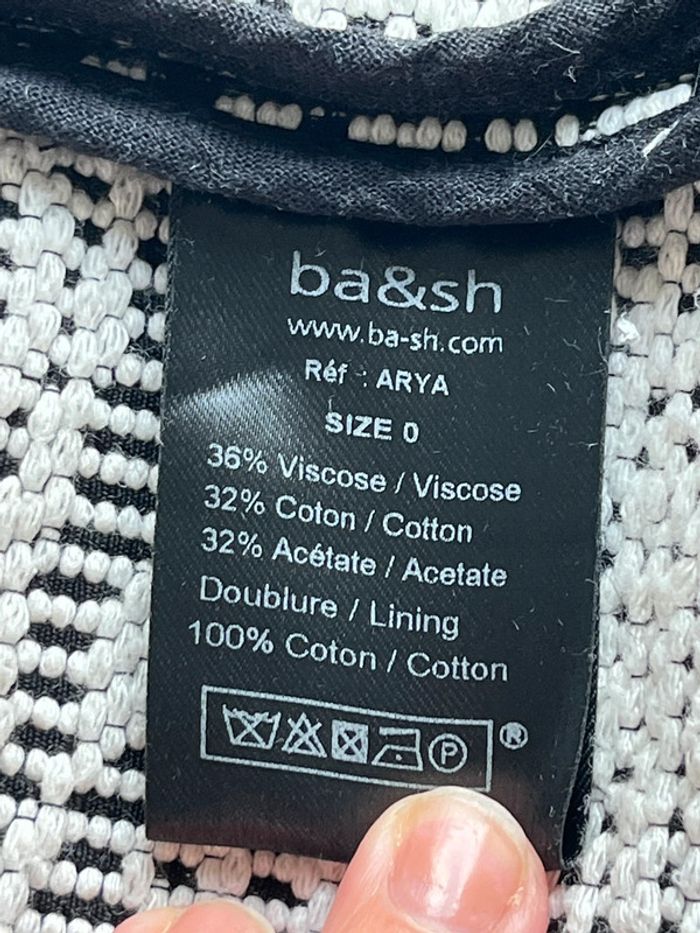 ba&sh
www.ba-sh.com
Réf : ARYA
SIZE 0
36% Viscose / Viscose
32% Coton / Cotton
32% Acétate / Acetate
Doublure / Lining
100% Coton / Cotton
P ®